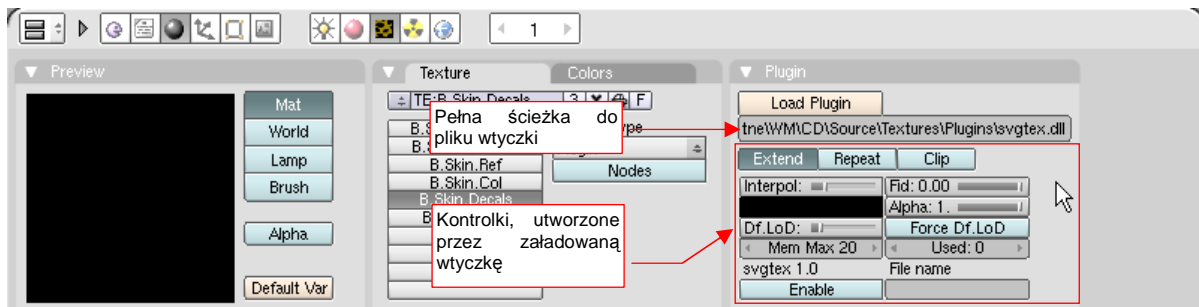 1
Preview
Mat
World
Lamp
Brush
Alpha
Default Var
Texture
Colors
TE:B.Skin.Decals
3
F
B.Skin.Ref
B.Skin.Col
B.Skin.Decals
Nodes
Pełna ścieżka do
pliku wtyczki
Kontrolki, utworzone
przez załadowaną
wtyczkę
Plugin
Load Plugin
tne\WM\CD\Source\Textures\Plugins\svgtex.dll
Extend Repeat Clip
Interpol: Fid: 0.00
Alpha: 1.
Df.LoD: Force Df.LoD
Mem Max 20 Used: 0
svgtex 1.0 File name
Enable